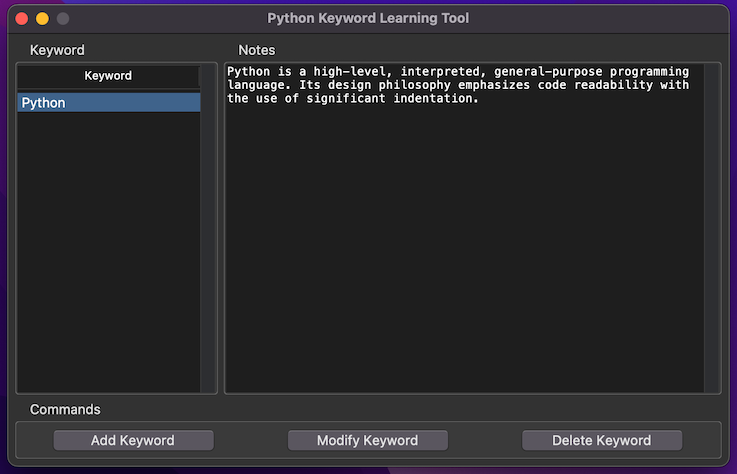 Python Keyword Learning Tool
Keyword
Notes
Keyword
Python
Python is a high-level, interpreted, general-purpose programming
language. Its design philosophy emphasizes code readability with
the use of significant indentation.
Commands
Add Keyword
Modify Keyword
Delete Keyword